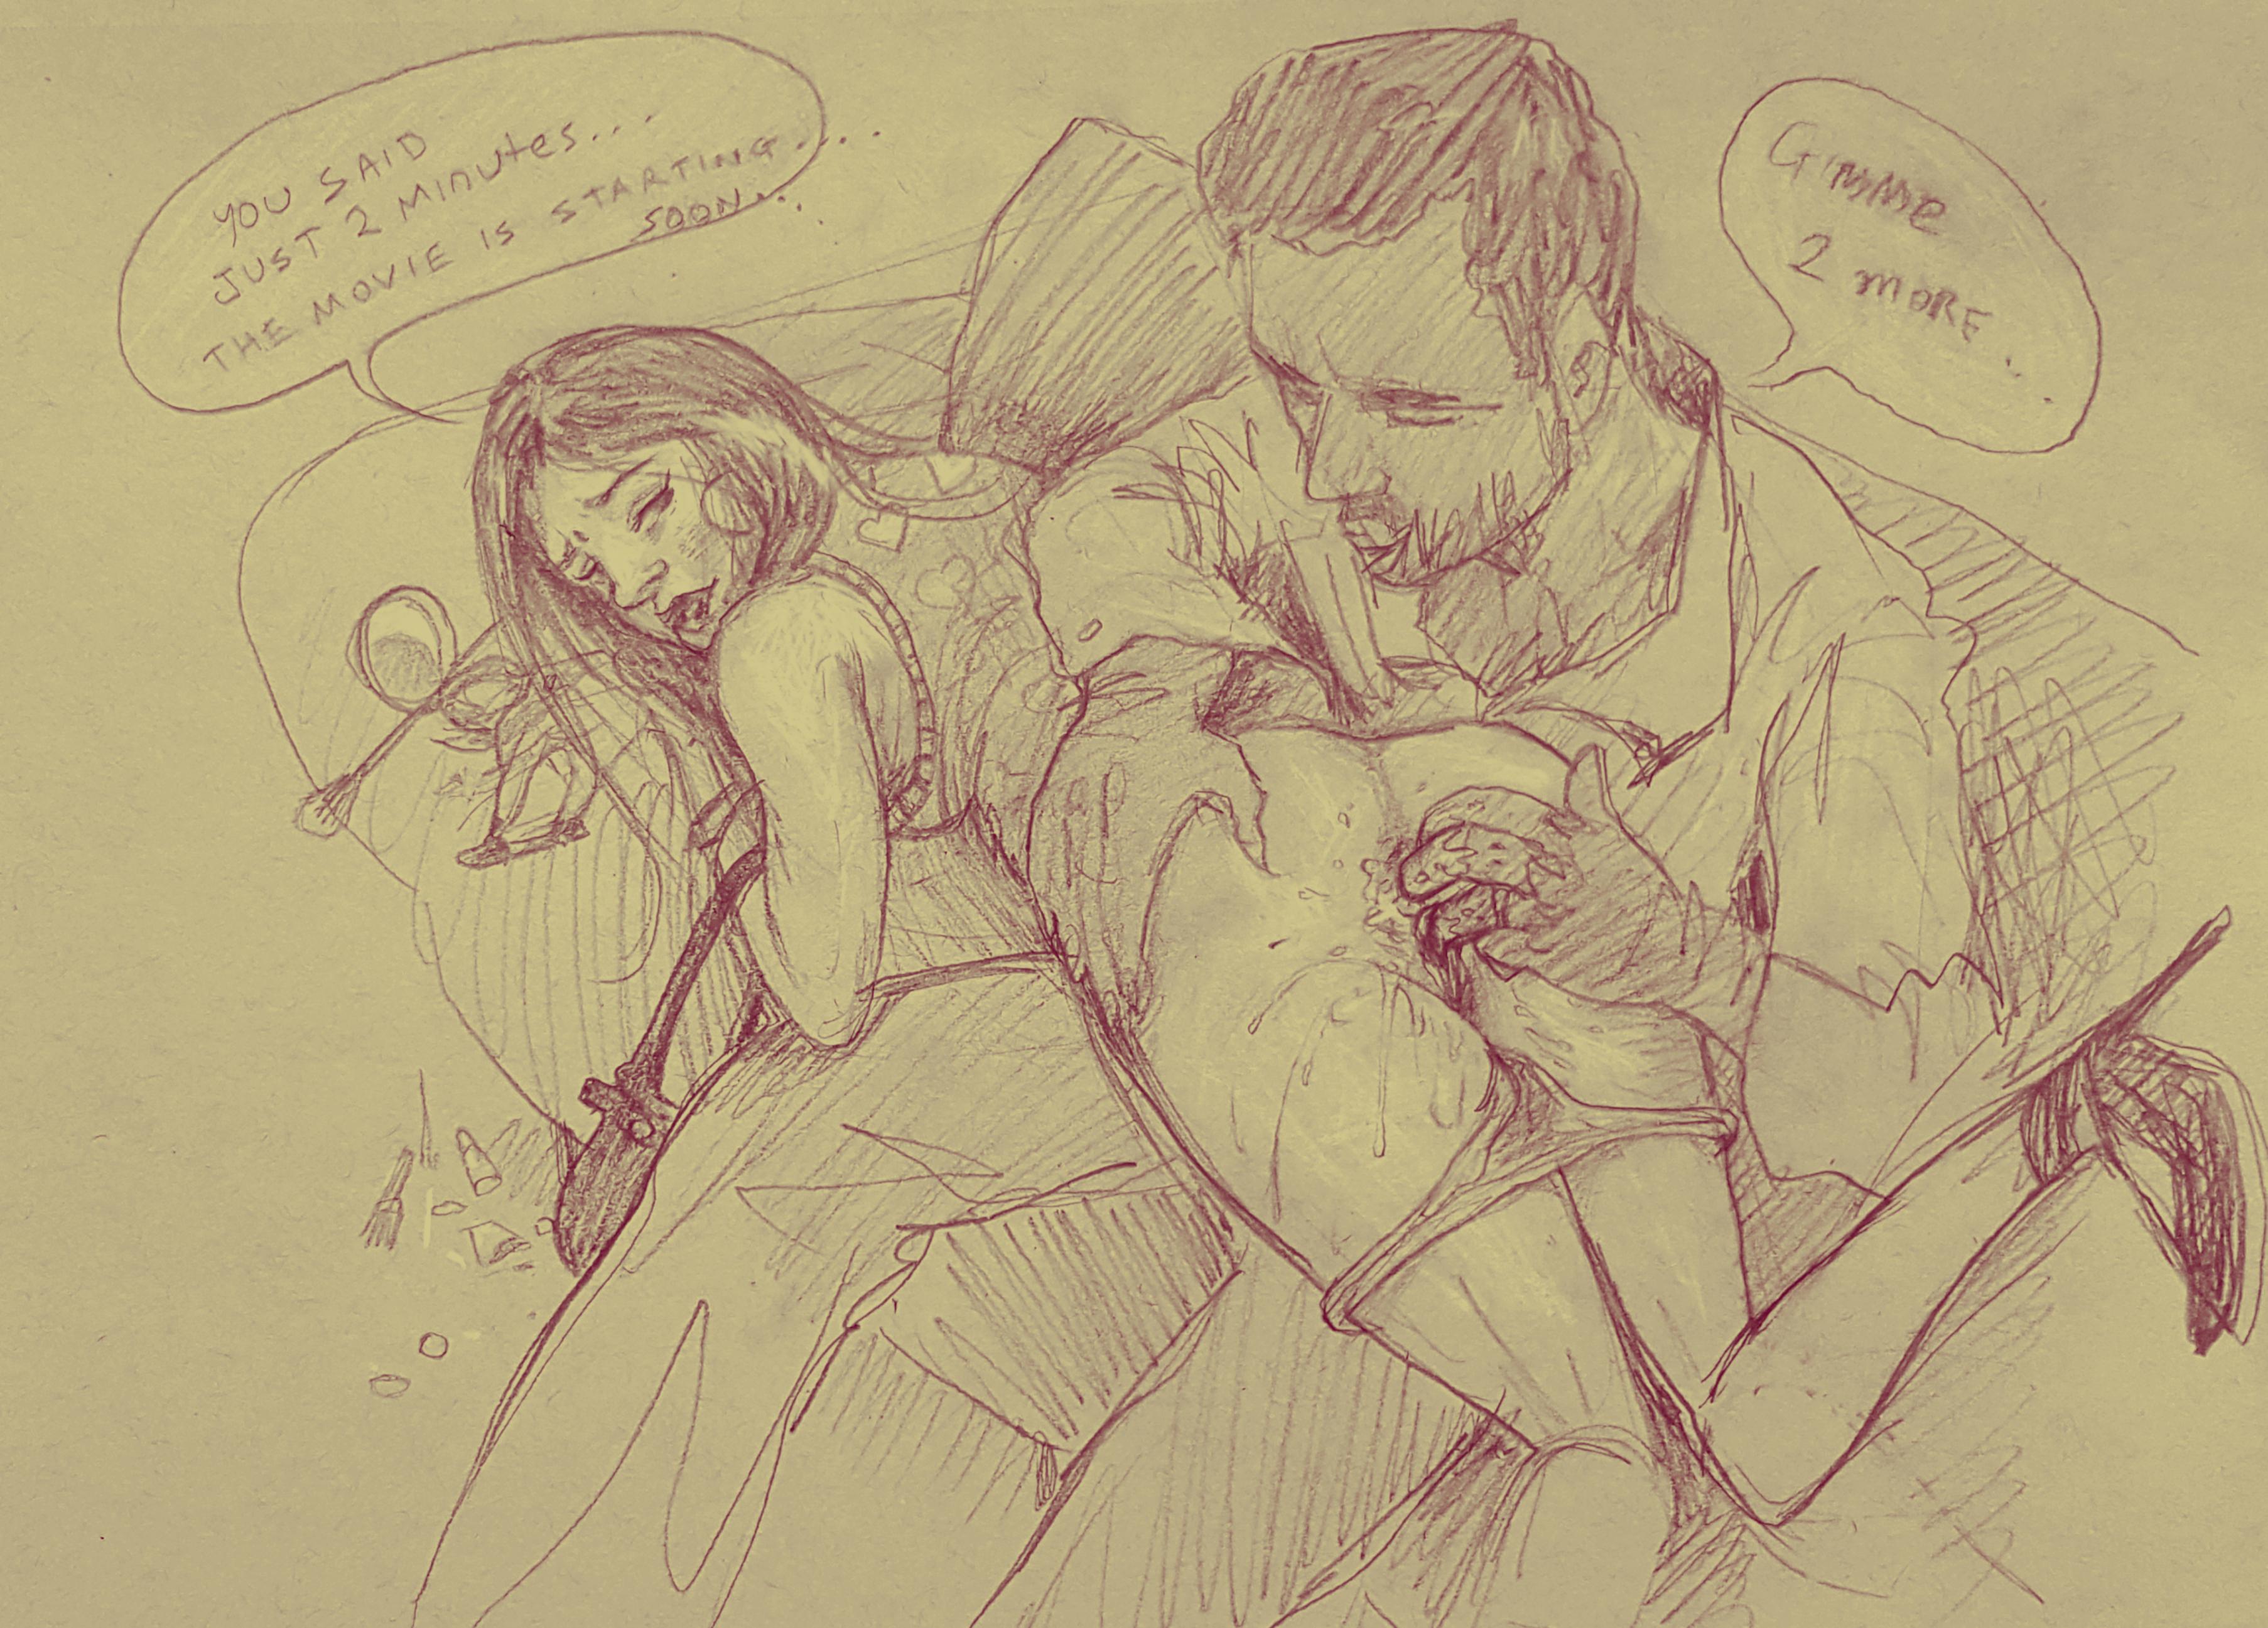 YOU SAID
JUST 2 MINUTES...
THE MOVIE IS STARTING....
SOON...
GIMME
2 MORE.